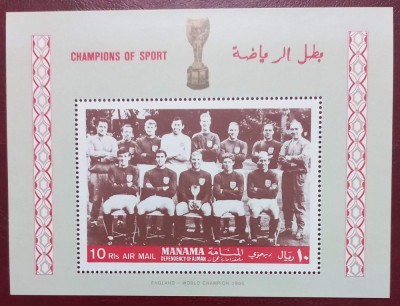 CHAMPIONS OF SPORT
بطل الرياضة
10 Rls AIR MAIL
MANAMA المنامة
DEPENDENCY OF AJMAN
بريد جوي
١٠ ريال
ENGLAND - WORLD CHAMPION 1966